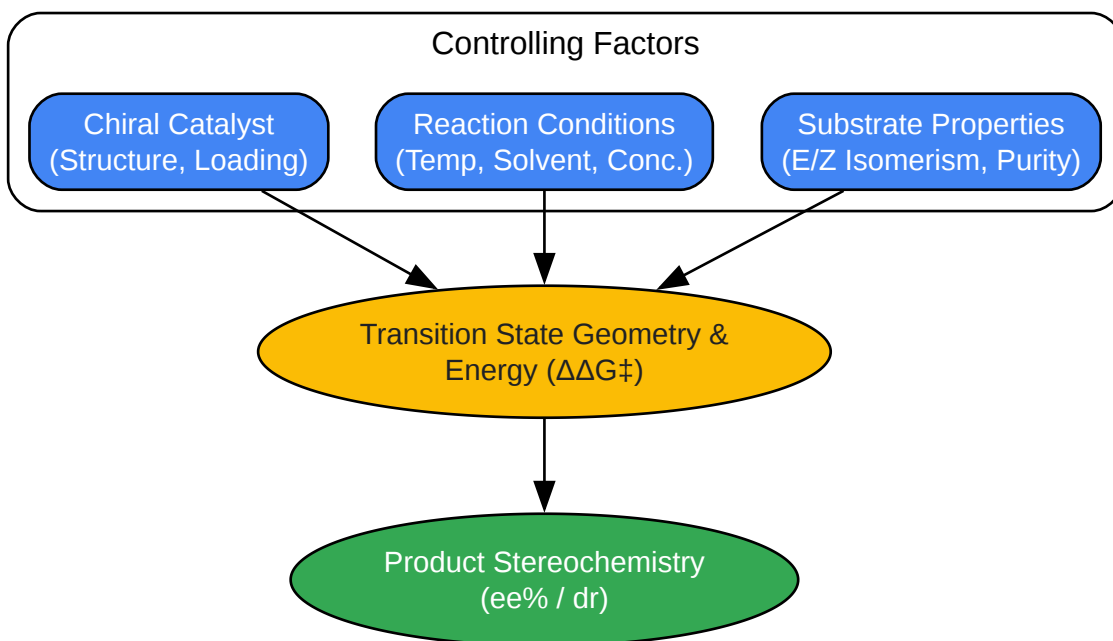 Controlling Factors
Chiral Catalyst
(Structure, Loading)
Reaction Conditions
(Temp, Solvent, Conc.)
Substrate Properties
(E/Z Isomerism, Purity)
Transition State Geometry &
Energy (ΔΔG‡)
Product Stereochemistry
(ee% / dr)